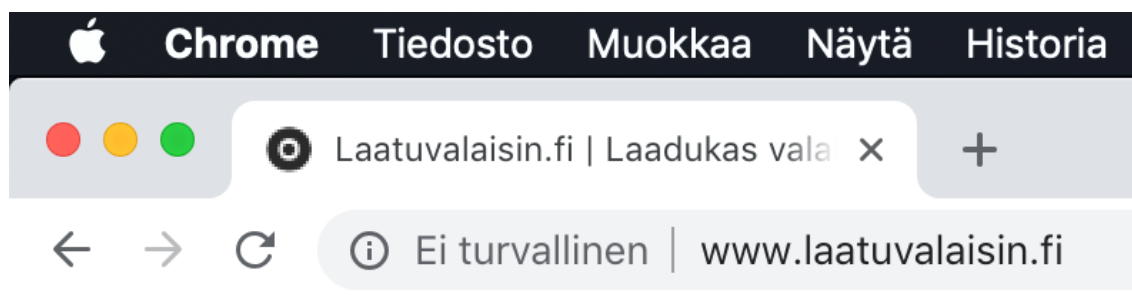 Chrome Tiedosto Muokkaa Näytä Historia
Laatuvalaisin.fi | Laadukas vala
Ei turvallinen | www.laatuvalaisin.fi